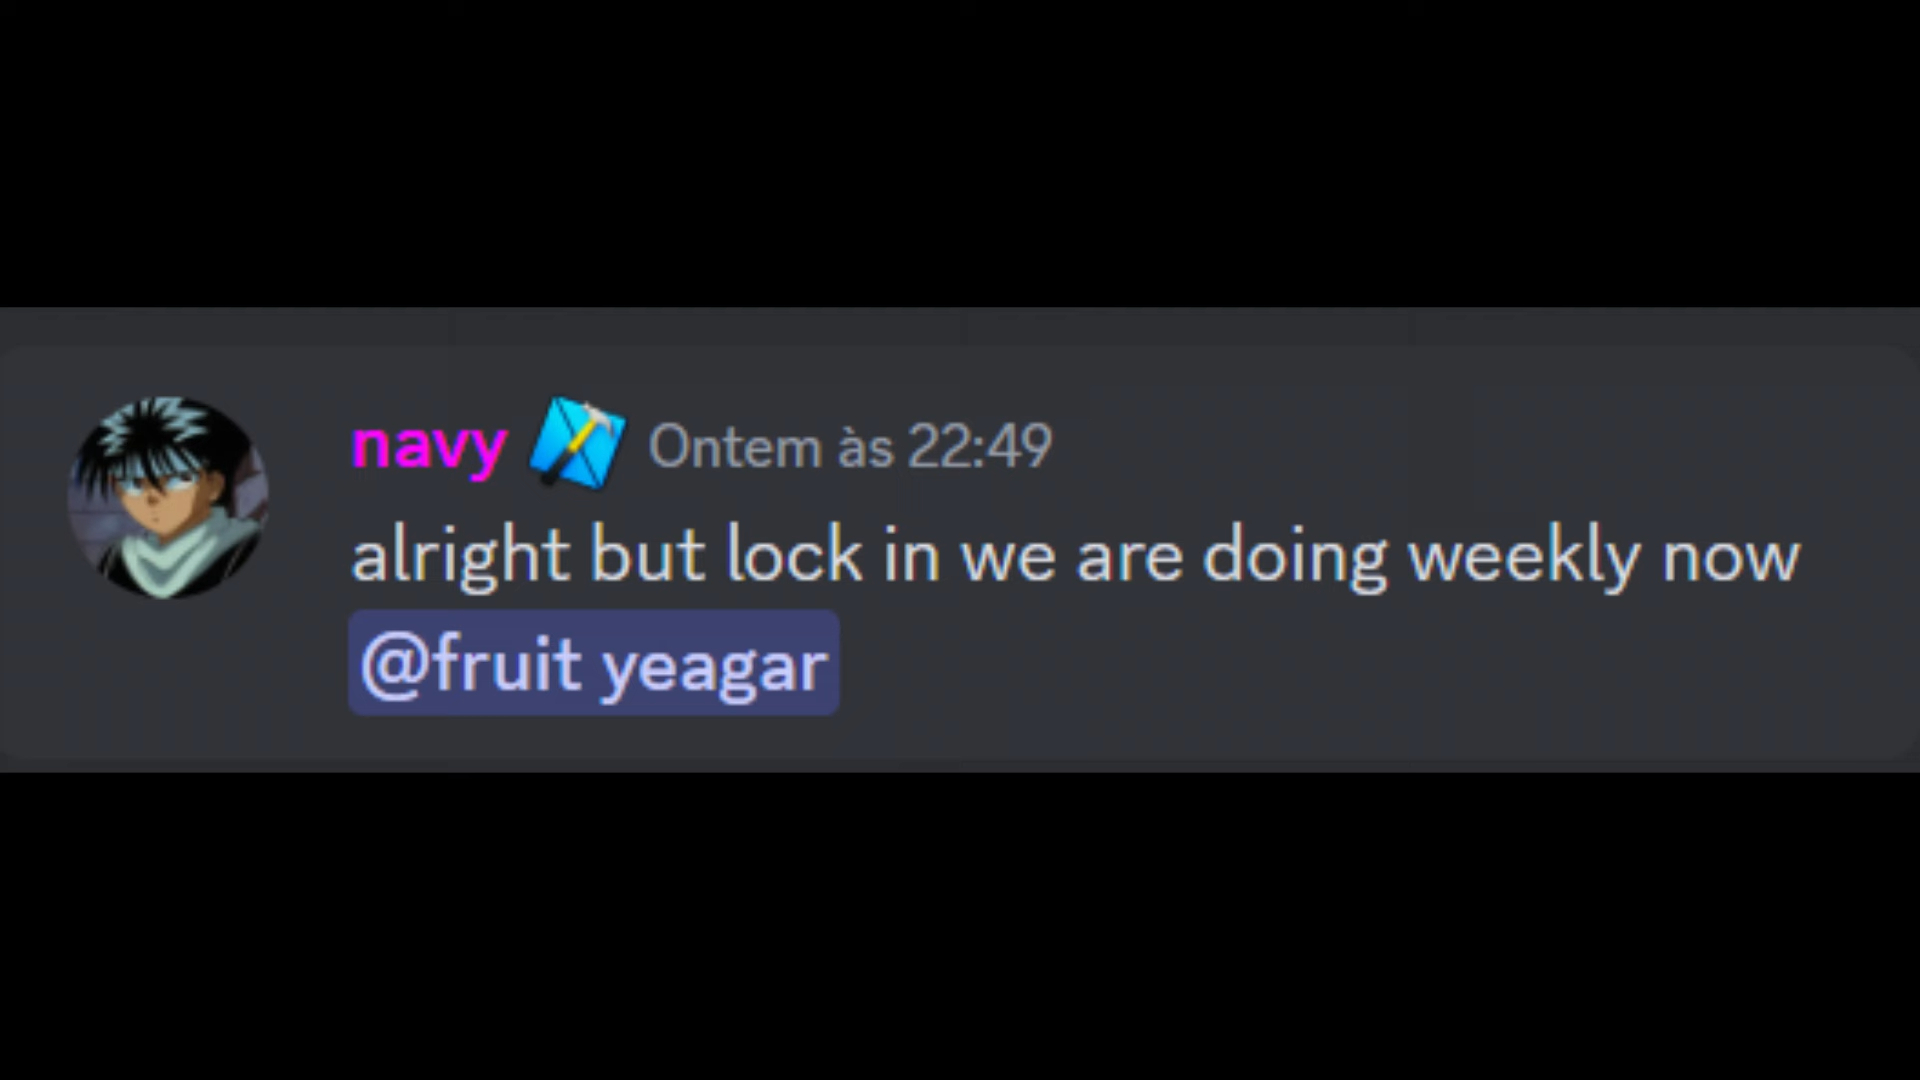 navy Ontem às 22:49
alright but lock in we are doing weekly now
@fruit yeagar